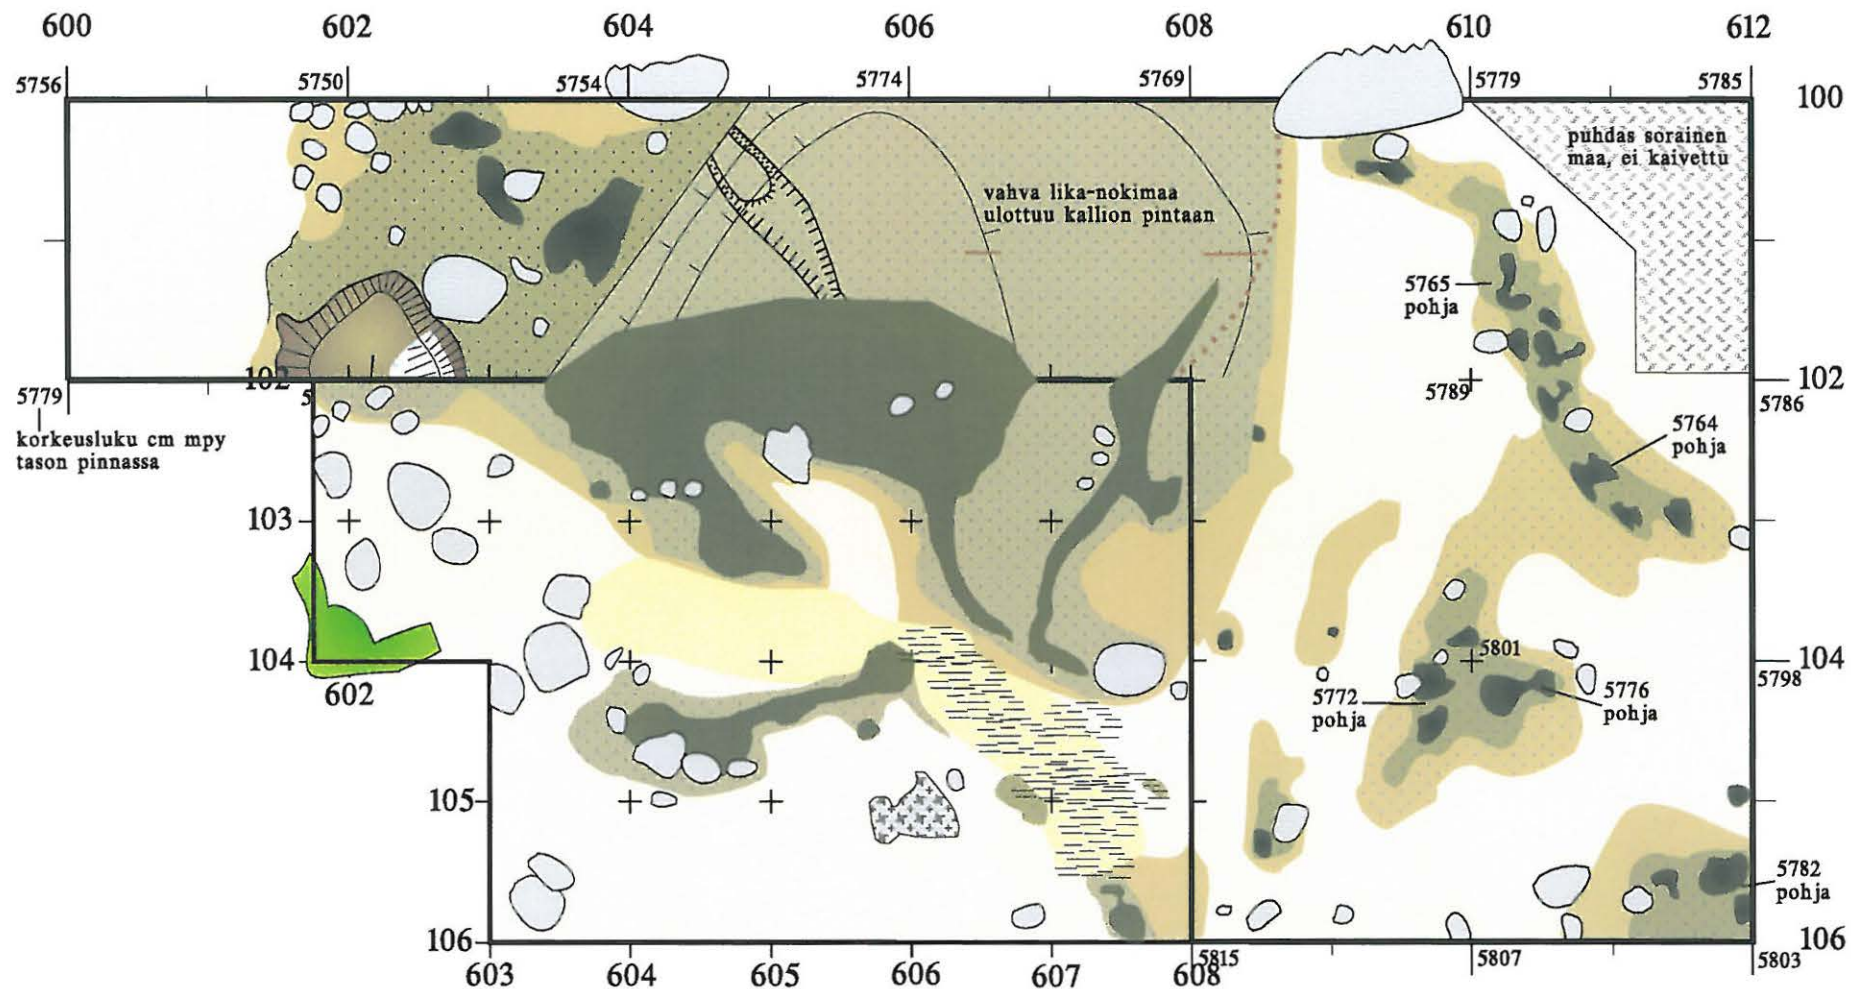 600 602 604 606 608 610 612
5756 5750 5754 5774 5769 5779 5785
100
puhdas sorainen
maa, ei kaivettu
vahva lika-nokimaa
ulottuu kallion pintaan
5765
pohja
102 102
5779 5 5789 5786
korkeusluku cm mpy
tason pinnassa
5764
pohja
103
5801
104 104
5798
602
5772
pohja
5776
pohja
105
5782
pohja
106 106
5815 5807 5803
603 604 605 606 607 608